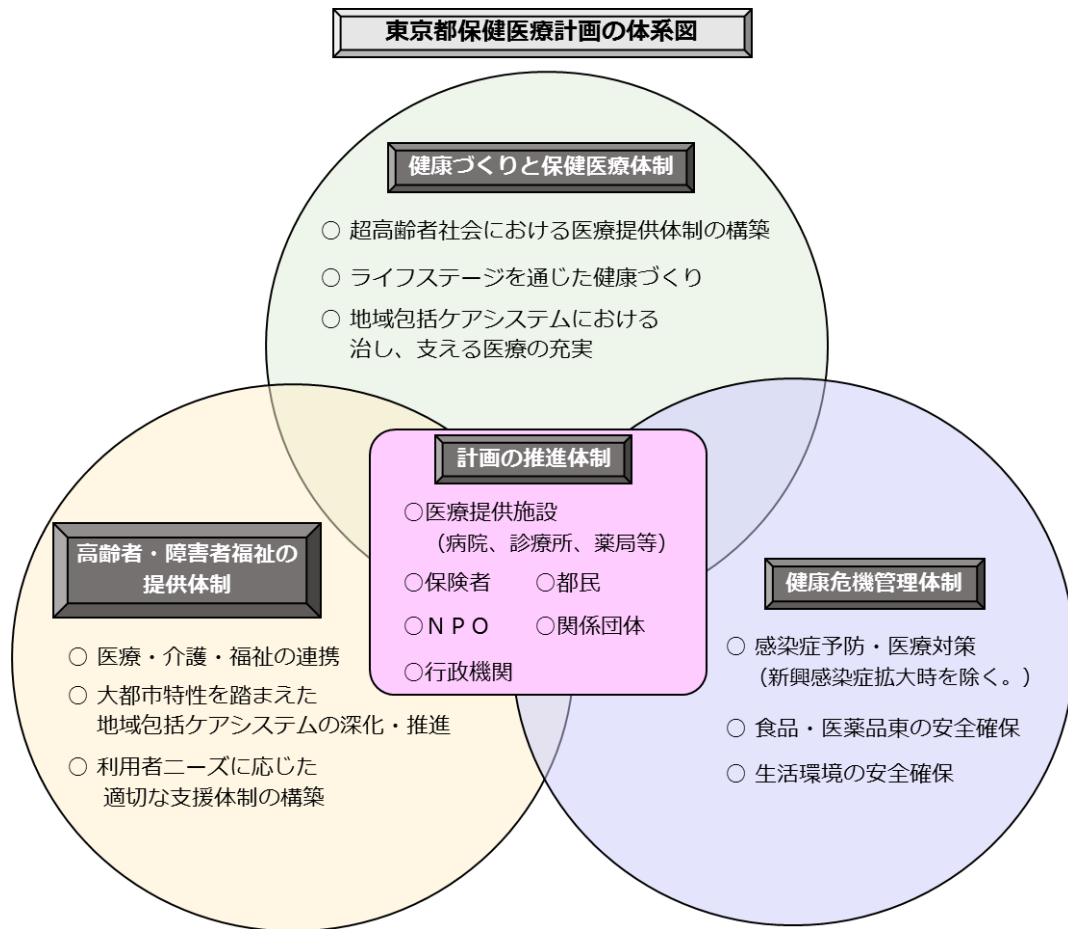 東京都保健医療計画の体系図
健康づくりと保健医療体制
○ 超高齢者社会における医療提供体制の構築
○ ライフステージを通じた健康づくり
○ 地域包括ケアシステムにおける
治し、支える医療の充実
計画の推進体制
○医療提供施設
(病院、診療所、薬局等)
○保険者 ○都民
○NPO ○関係団体
○行政機関
高齢者・障害者福祉の
提供体制
○ 医療・介護・福祉の連携
○ 大都市特性を踏まえた
地域包括ケアシステムの深化・推進
○ 利用者ニーズに応じた
適切な支援体制の構築
健康危機管理体制
○ 感染症予防・医療対策
(新興感染症拡大時を除く。)
○ 食品・医薬品東の安全確保
○ 生活環境の安全確保